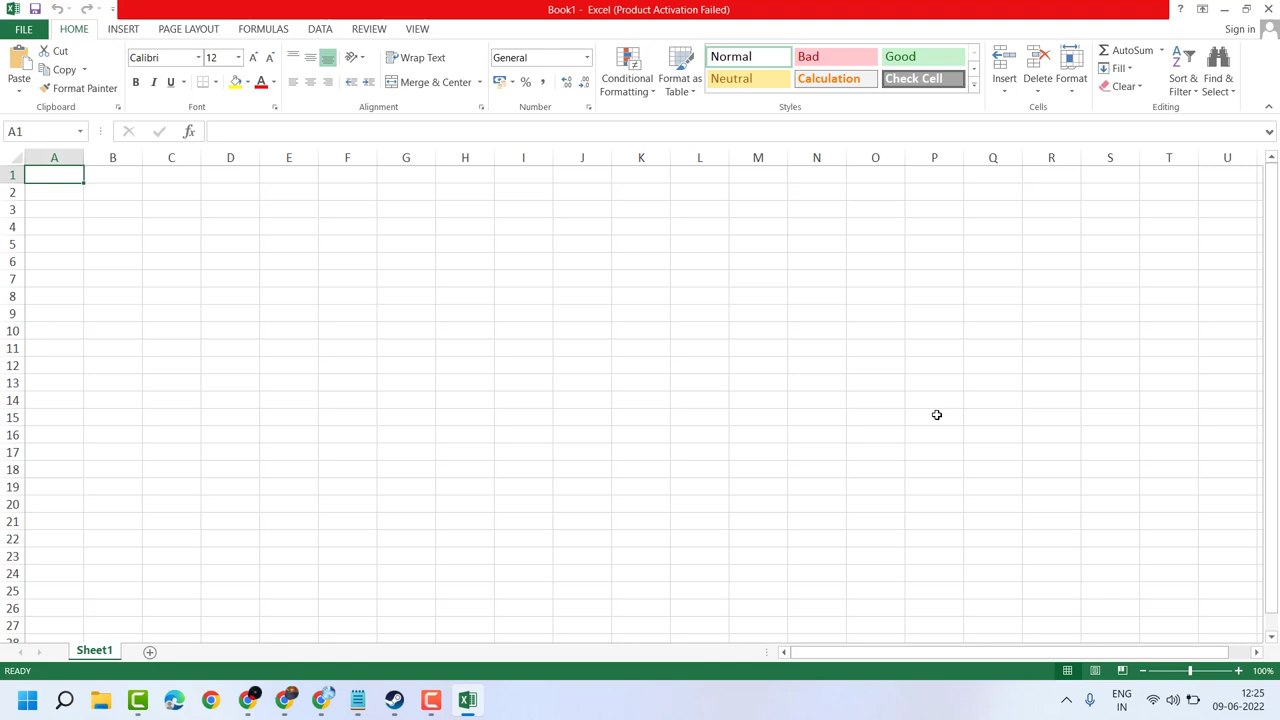 Book1 - Excel (Product Activation Failed)
?
FILE HOME INSERT PAGE LAYOUT FORMULAS DATA REVIEW VIEW Sign in
Paste
Cut
Copy
Format Painter
Clipboard
Calibri 12
B I U
Font
Wrap Text
Merge & Center
Alignment
General
%
Number
Conditional Formatting
Format as Table
Normal Bad Good
Neutral Calculation Check Cell
Styles
Insert Delete Format
Cells
AutoSum
Fill
Clear
Sort & Filter
Find & Select
Editing
A1 fx
A B C D E F G H I J K L M N O P Q R S T U
1
2
3
4
5
6
7
8
9
10
11
12
13
14
15
16
17
18
19
20
21
22
23
24
25
26
27
28
Sheet1
READY 100%
ENG IN
12:25
09-06-2022